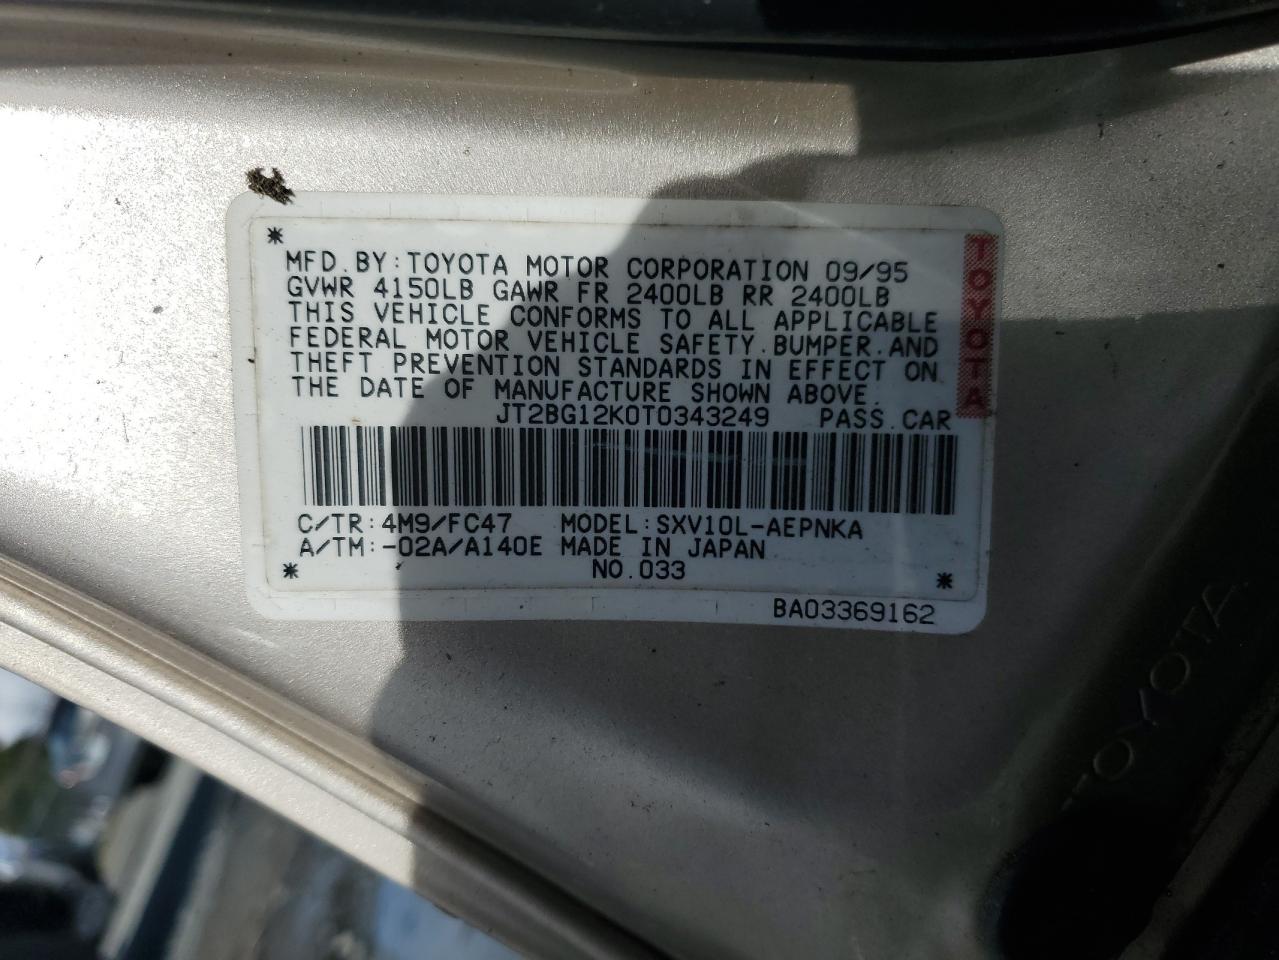 * MFD. BY: TOYOTA MOTOR CORPORATION 09/95
GVWR 4150LB GAWR FR 2400LB RR 2400LB
THIS VEHICLE CONFORMS TO ALL APPLICABLE
FEDERAL MOTOR VEHICLE SAFETY. BUMPER. AND
THEFT PREVENTION STANDARDS IN EFFECT ON
THE DATE OF MANUFACTURE SHOWN ABOVE.
JT2BG12K0T0343249 PASS. CAR
C/TR: 4M9/FC47 MODEL: SXV10L-AEPNKA
A/TM: -02A/A140E MADE IN JAPAN
* NO. 033 *
BA03369162
TOYOTA
TOYOTA